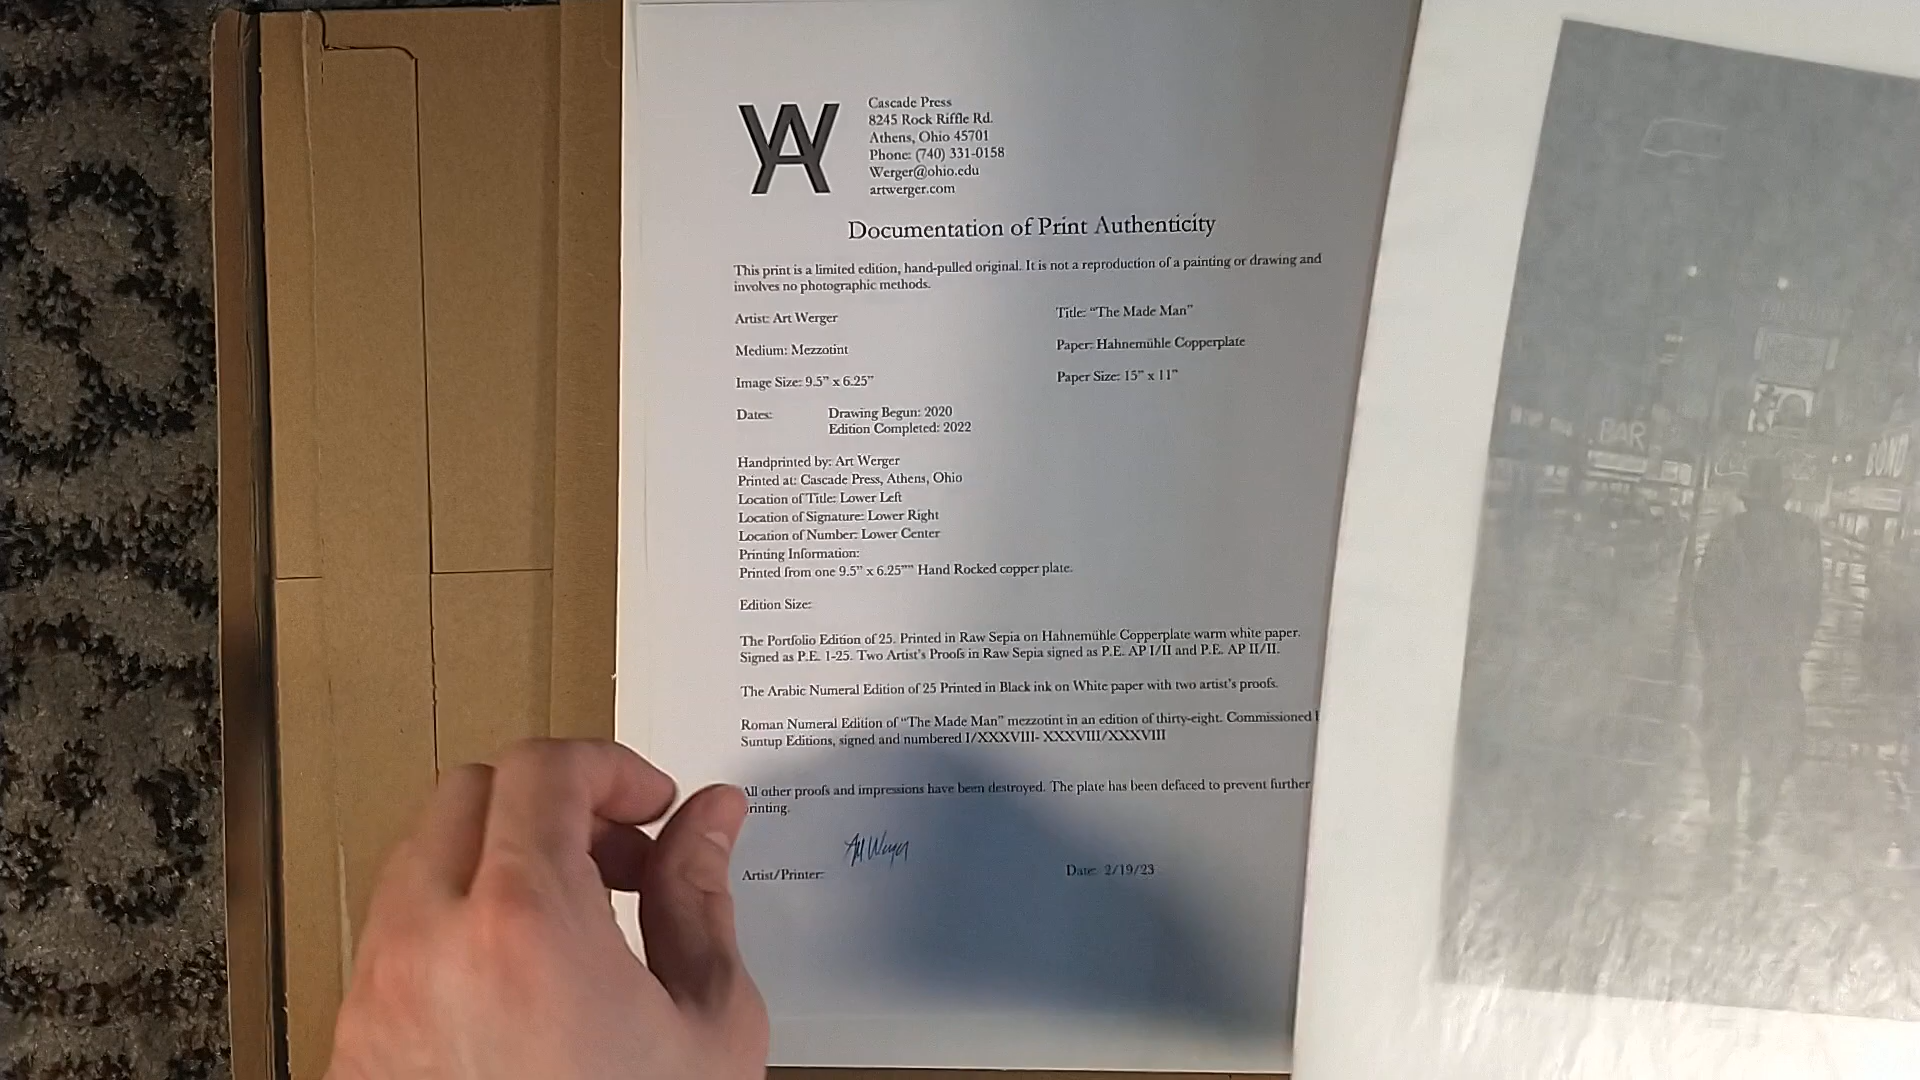 WA
Cascade Press
8245 Rock Riffle Rd.
Athens, Ohio 45701
Phone: (740) 331-0158
Werger@ohio.edu
artwerger.com
Documentation of Print Authenticity
This print is a limited edition, hand-pulled original. It is not a reproduction of a painting or drawing and
involves no photographic methods.
Artist: Art Werger
Title: “The Made Man”
Medium: Mezzotint
Paper: Hahnemühle Copperplate
Image Size: 9.5” x 6.25”
Paper Size: 15” x 11”
Dates:
Drawing Begun: 2020
Edition Completed: 2022
Handprinted by: Art Werger
Printed at: Cascade Press, Athens, Ohio
Location of Title: Lower Left
Location of Signature: Lower Right
Location of Number: Lower Center
Printing Information:
Printed from one 9.5” x 6.25”” Hand Rocked copper plate.
Edition Size:
The Portfolio Edition of 25. Printed in Raw Sepia on Hahnemühle Copperplate warm white paper.
Signed as P.E. 1-25. Two Artist’s Proofs in Raw Sepia signed as P.E. AP I/II and P.E. AP II/II.
The Arabic Numeral Edition of 25 Printed in Black ink on White paper with two artist’s proofs.
Roman Numeral Edition of “The Made Man” mezzotint in an edition of thirty-eight. Commissioned
Suntup Editions, signed and numbered I/XXXVIII- XXXVIII/XXXVIII
All other proofs and impressions have been destroyed. The plate has been defaced to prevent further
printing.
Art Werger
Artist/Printer:
Date: 2/19/23
BAR
BOND